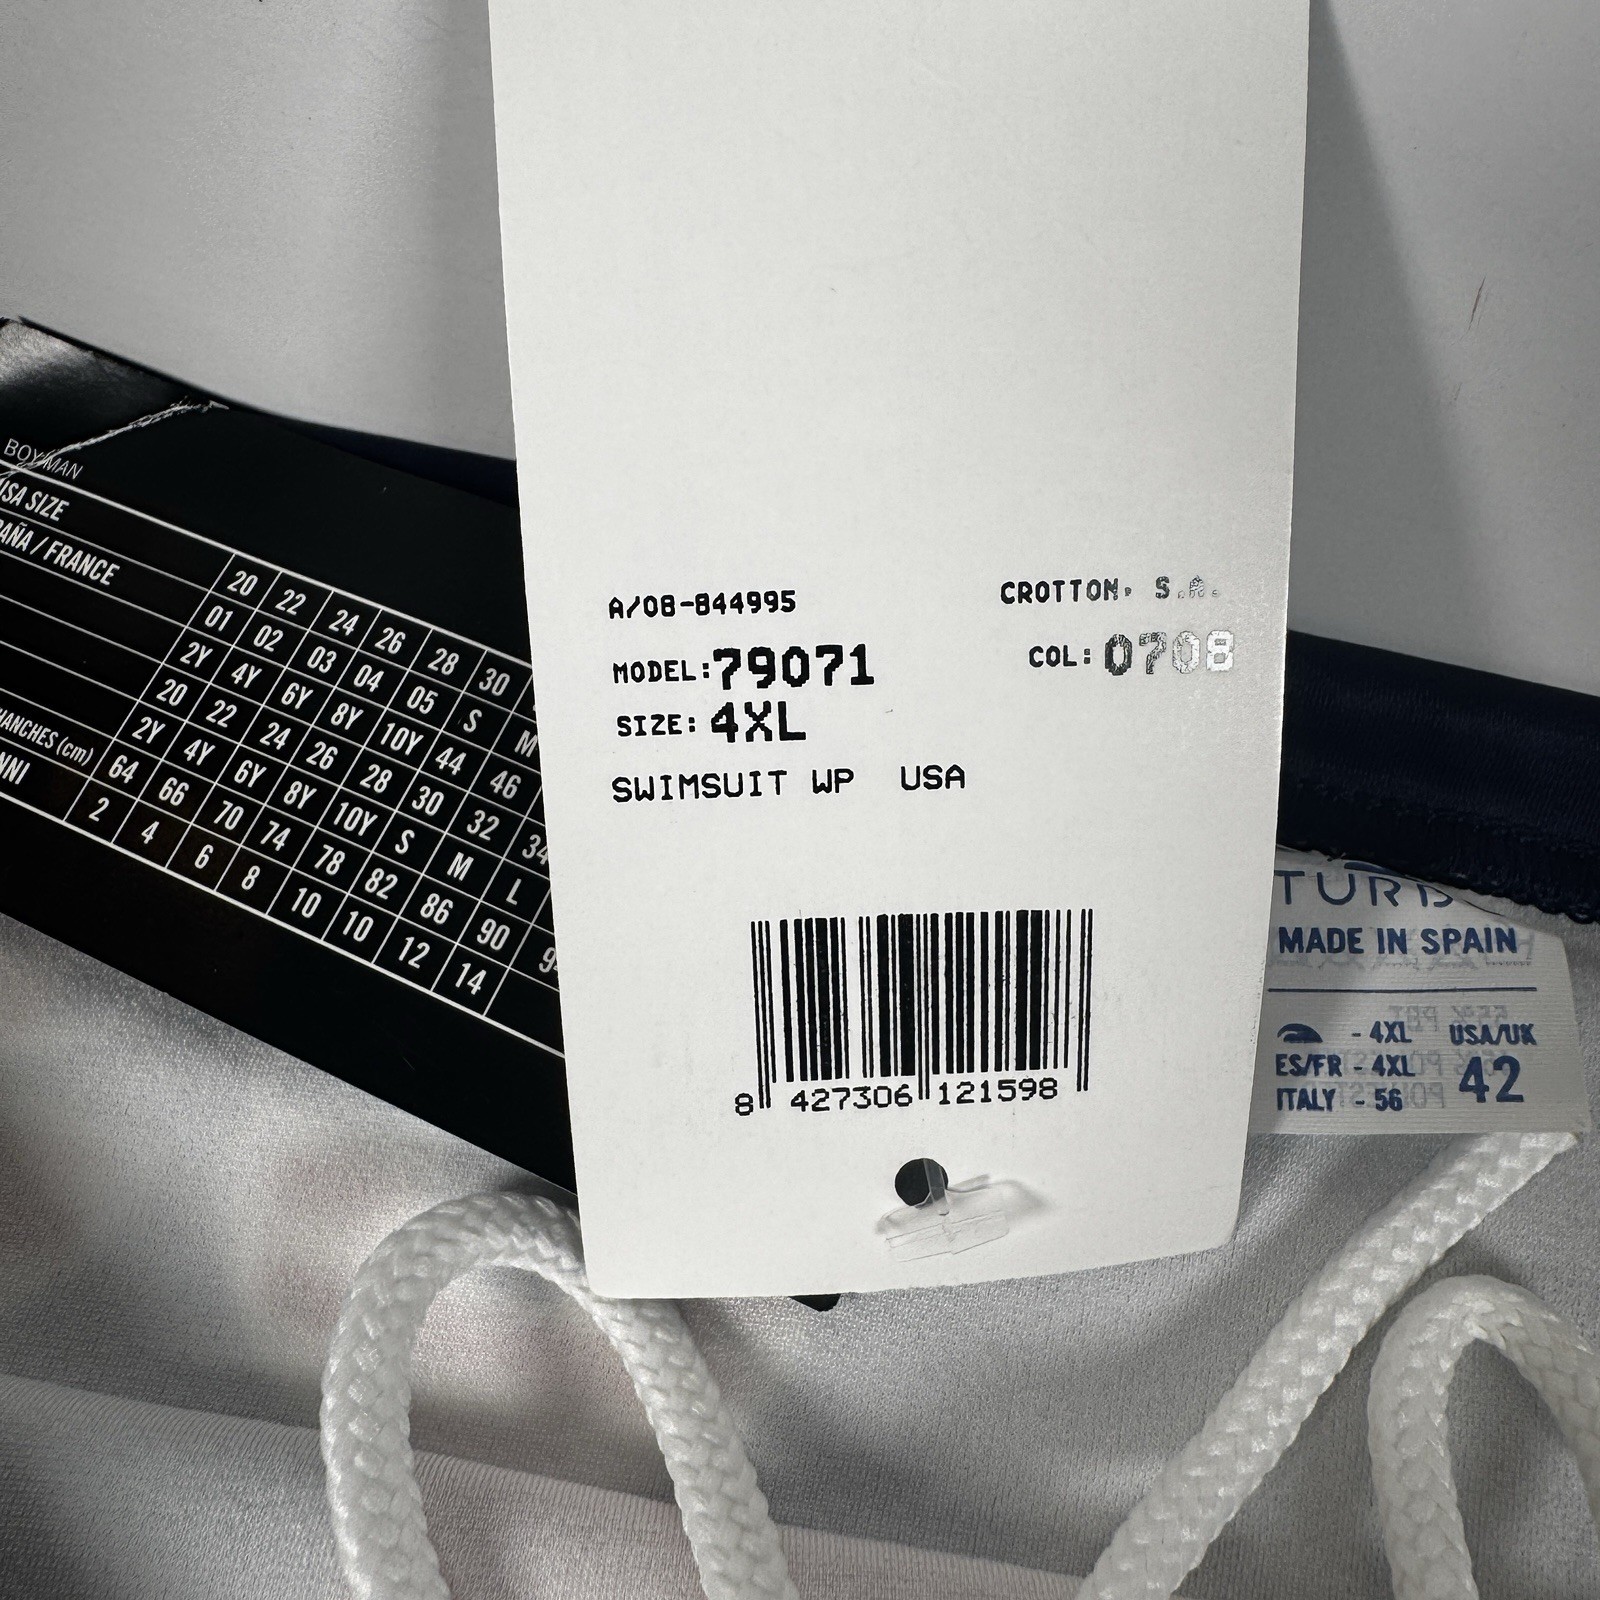 A/08-844995
CROTTON, S.A.
MODEL:79071
COL:0708
SIZE:4XL
SWIMSUIT WP USA
8 427306 121598
BOY/MAN
USA SIZE
20 22 24 26 28 30
PAÑA / FRANCE
01 02 03 04 05 S M
2Y 4Y 6Y 8Y 10Y 44 46
20 22 24 26 28 30 32 34
2Y 4Y 6Y 8Y 10Y S M L
HANCHES (cm) 64 66 70 74 78 82 86 90
NNI 2 4 6 8 10 10 12 14
MADE IN SPAIN
- 4XL USA/UK
ES/FR - 4XL 42
ITALY - 56